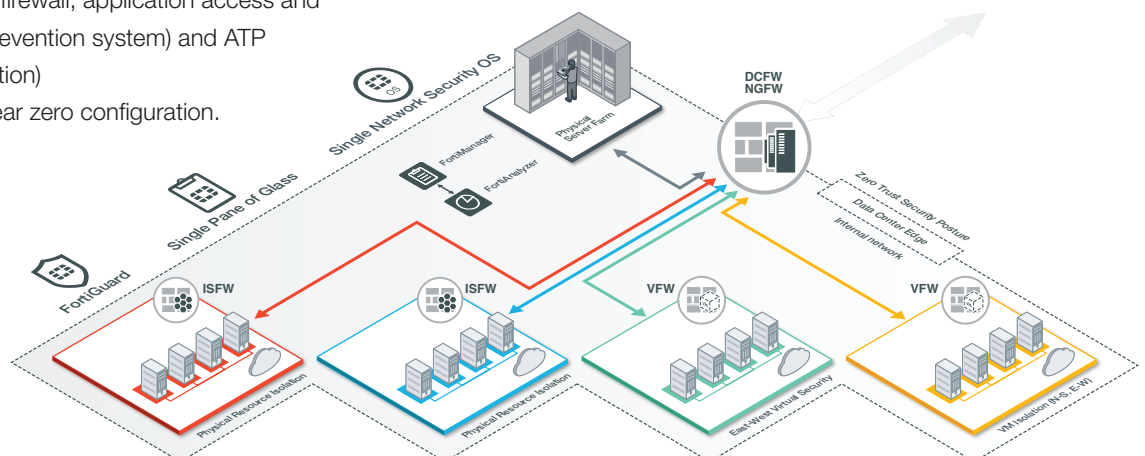 firewall, application access and
evention system) and ATP
tion)
ear zero configuration.
OS
Single Network Security OS
Single Pane of Glass
FortiGuard
FortiManager
FortiAnalyzer
Physical
Server Farm
DCFW
NGFW
Zero Trust Security Posture
Data Center Edge
Internal network
ISFW
Physical Resource Isolation
ISFW
Physical Resource Isolation
VFW
East-West Virtual Security
VFW
VM Isolation (N-S, E-W)